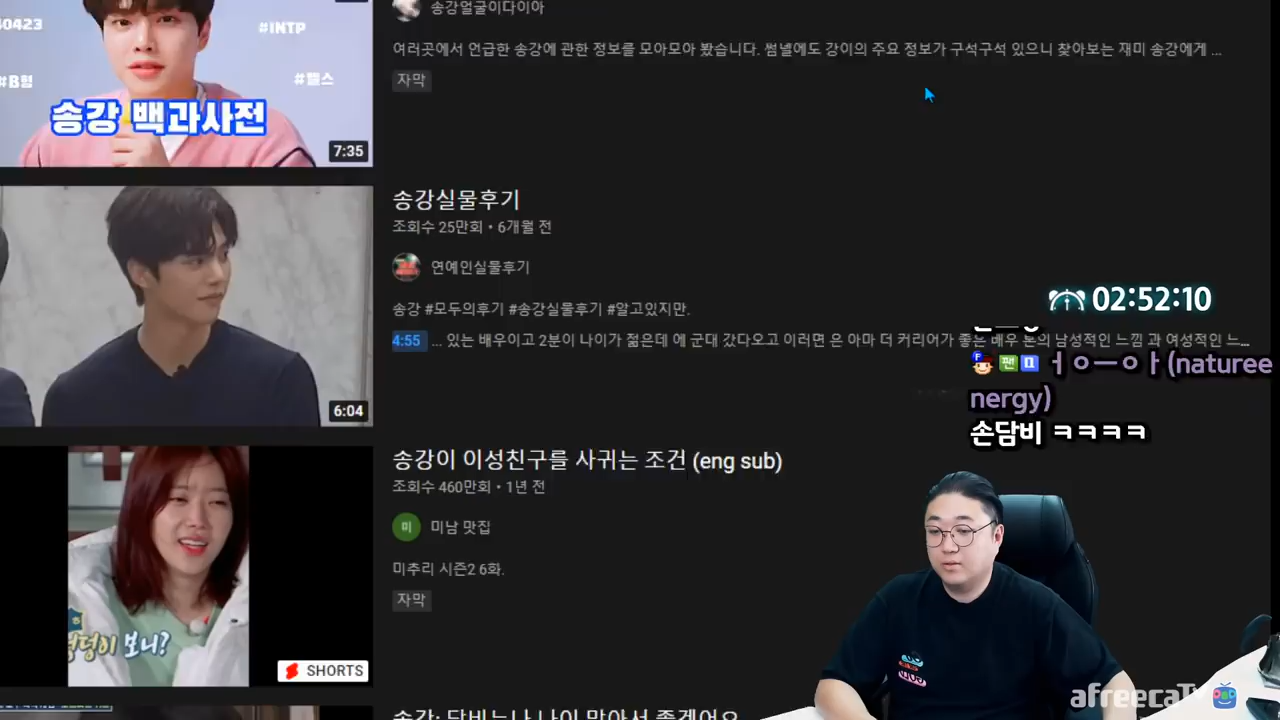 40423
#INTP
#B형
#헬스
송강 백과사전
7:35
송강얼굴이다이아
여러곳에서 언급한 송강에 관한 정보를 모아모아 봤습니다. 썸넬에도 강이의 주요 정보가 구석구석 있으니 찾아보는 재미 송강에게 ...
자막
송강실물후기
조회수 25만회 • 6개월 전
연예인실물후기
송강 #모두의후기 #송강실물후기 #알고있지만.
4:55 ... 있는 배우이고 2분이 나이가 젊은데 에 군대 갔다오고 이러면 은 아마 더 커리어가 좋은 배우 본의 남성적인 느낌 과 여성적인 느...
6:04
02:52:10
F 팬 n ㅓㅇㅡㅇㅏ(naturee
nergy)
손담비 ㅋㅋㅋㅋ
송강이 이성친구를 사귀는 조건 (eng sub)
조회수 460만회 • 1년 전
미 미남 맛집
미추리 시즌2 6화.
자막
보니?
SHORTS
afreecaTV